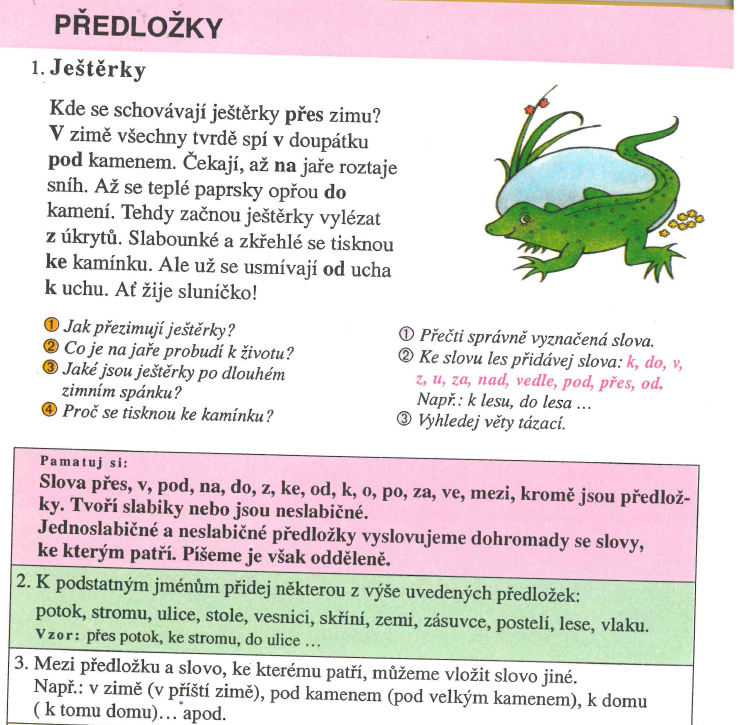 PŘEDLOŽKY
1. Ještěrky
Kde se schovávají ještěrky přes zimu?
V zimě všechny tvrdě spí v doupátku
pod kamenem. Čekají, až na jaře roztaje
sníh. Až se teplé paprsky opřou do
kamení. Tehdy začnou ještěrky vylézat
z úkrytů. Slabounké a zkřehlé se tisknou
ke kamínku. Ale už se usmívají od ucha
k uchu. Ať žije sluníčko!
1 Jak přezimují ještěrky?
2 Co je na jaře probudí k životu?
3 Jaké jsou ještěrky po dlouhém
zimním spánku?
4 Proč se tisknou ke kamínku?
1 Přečti správně vyznačená slova.
2 Ke slovu les přidávej slova: k, do, v,
z, u, za, nad, vedle, pod, přes, od.
Např.: k lesu, do lesa ...
3 Vyhledej věty tázací.
Pamatuj si:
Slova přes, v, pod, na, do, z, ke, od, k, o, po, za, ve, mezi, kromě jsou předlož-
ky. Tvoří slabiky nebo jsou neslabičné.
Jednoslabičné a neslabičné předložky vyslovujeme dohromady se slovy,
ke kterým patří. Píšeme je však odděleně.
2. K podstatným jménům přidej některou z výše uvedených předložek:
potok, stromu, ulice, stole, vesnici, skříní, zemi, zásuvce, postelí, lese, vlaku.
Vzor: přes potok, ke stromu, do ulice ...
3. Mezi předložku a slovo, ke kterému patří, můžeme vložit slovo jiné.
Např.: v zimě (v příští zimě), pod kamenem (pod velkým kamenem), k domu
( k tomu domu)... apod.